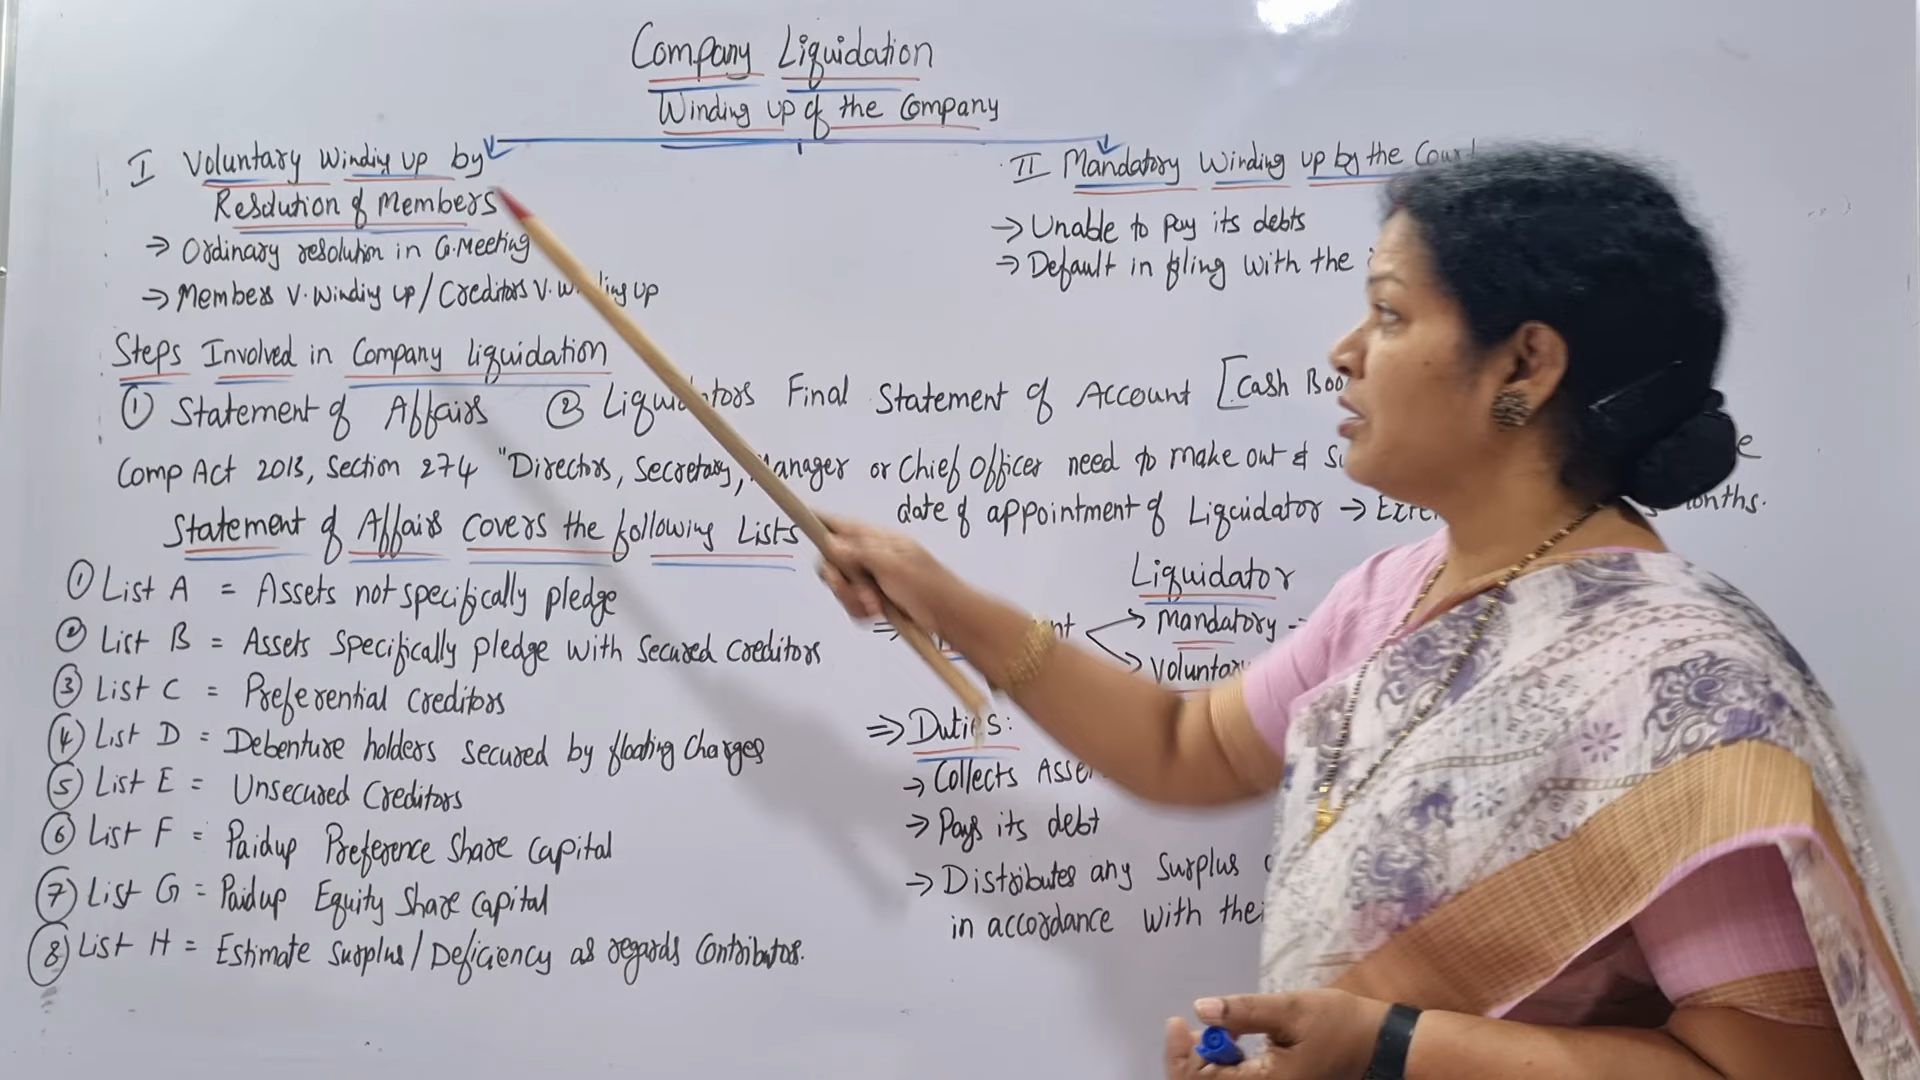 Company Liquidation
Winding up of the Company
I Voluntary Winding up by
Resolution of Members
→ Ordinary resolution in G.Meeting
→ Members V.Winding up / Creditors V. Winding up
II Mandatory Winding up by the Court
→ Unable to pay its debts
→ Default in filing with the
Steps Involved in Company liquidation
① Statement of Affairs ② Liquidators Final Statement of Account [Cash Boo
Comp Act 2013, Section 274 "Directors, Secretary, Manager or Chief Officer need to make out &
date of appointment of Liquidator → months.
Statement of Affairs covers the following Lists
① List A = Assets not specifically pledge
② List B = Assets Specifically pledge with Secured Creditors
③ List C = Preferential Creditors
④ List D = Debenture holders secured by floating Charges
⑤ List E = Unsecured Creditors
⑥ List F = Paidup Preference Share Capital
⑦ List G = Paidup Equity Share Capital
⑧ List H = Estimate Surplus / Deficiency as regards Contributos.
Liquidator
→ Mandatory →
→ Voluntary
⇒ Duties:
→ Collects Asse
→ Pays its debt
→ Distributes any Surplus
in accordance with thei